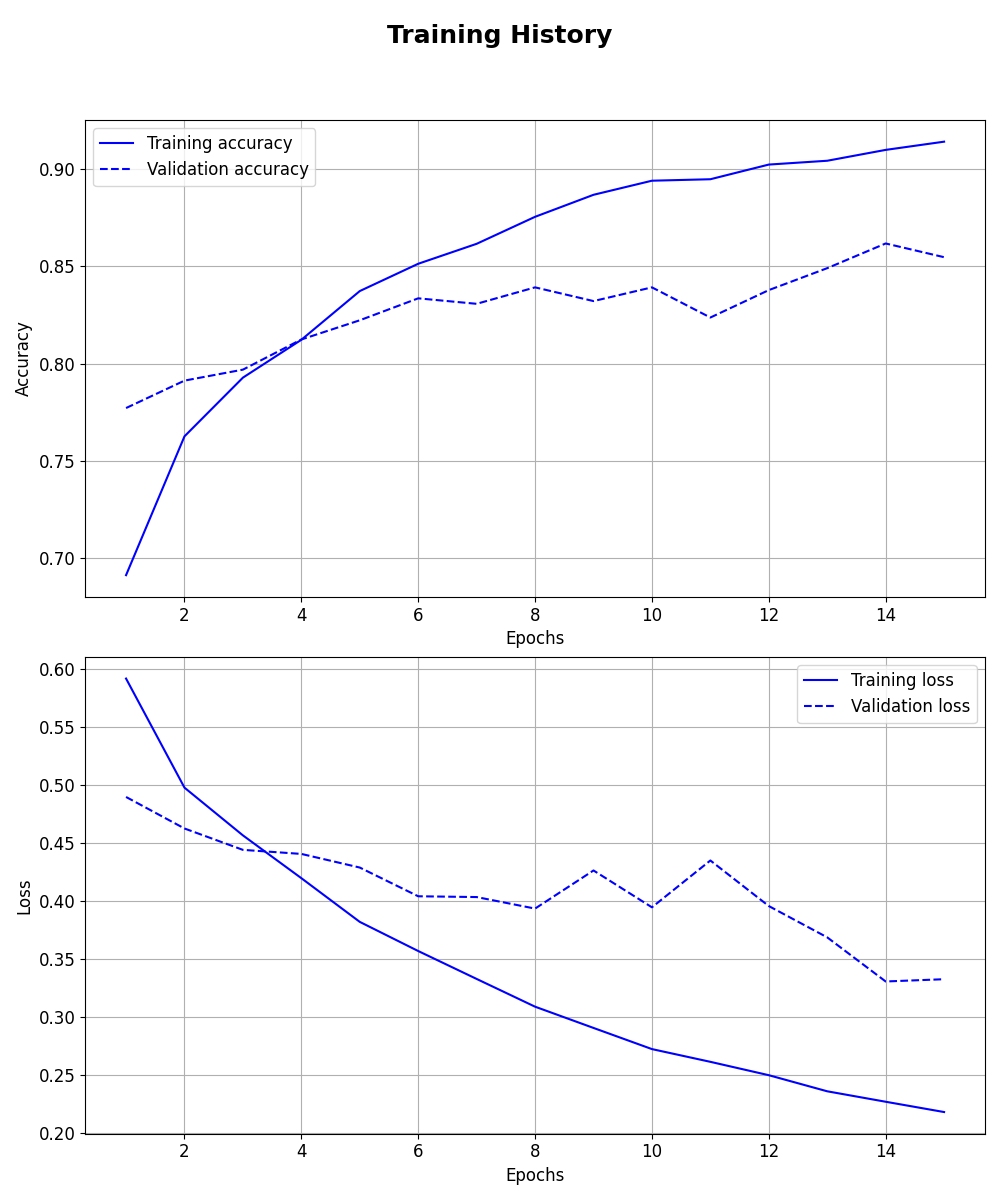 Training History
Training accuracy
Validation accuracy
0.90
0.85
0.80
0.75
0.70
Accuracy
2 4 6 8 10 12 14
Epochs
Training loss
Validation loss
0.60
0.55
0.50
0.45
0.40
0.35
0.30
0.25
0.20
Loss
2 4 6 8 10 12 14
Epochs